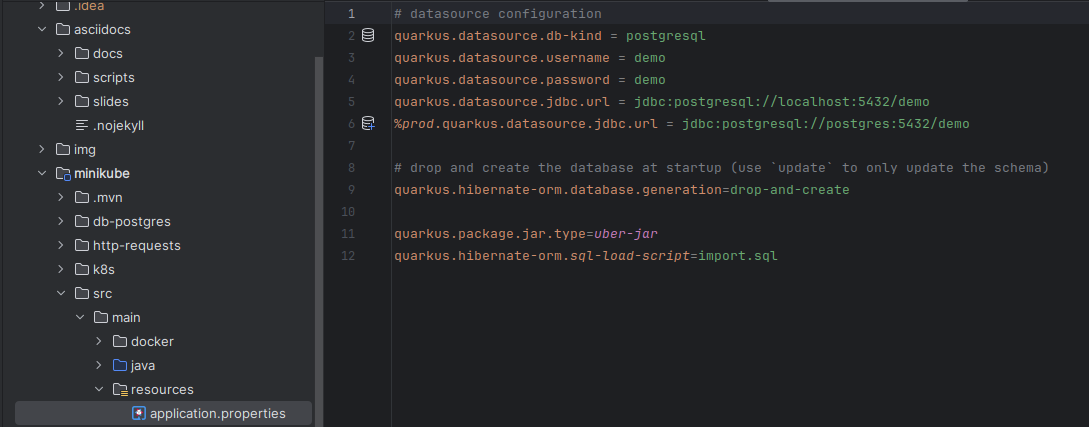 .idea
asciidocs
docs
scripts
slides
.nojekyll
img
minikube
.mvn
db-postgres
http-requests
k8s
src
main
docker
java
resources
application.properties
1 # datasource configuration
2 quarkus.datasource.db-kind = postgresql
3 quarkus.datasource.username = demo
4 quarkus.datasource.password = demo
5 quarkus.datasource.jdbc.url = jdbc:postgresql://localhost:5432/demo
6 %prod.quarkus.datasource.jdbc.url = jdbc:postgresql://postgres:5432/demo
7
8 # drop and create the database at startup (use `update` to only update the schema)
9 quarkus.hibernate-orm.database.generation=drop-and-create
10
11 quarkus.package.jar.type=uber-jar
12 quarkus.hibernate-orm.sql-load-script=import.sql